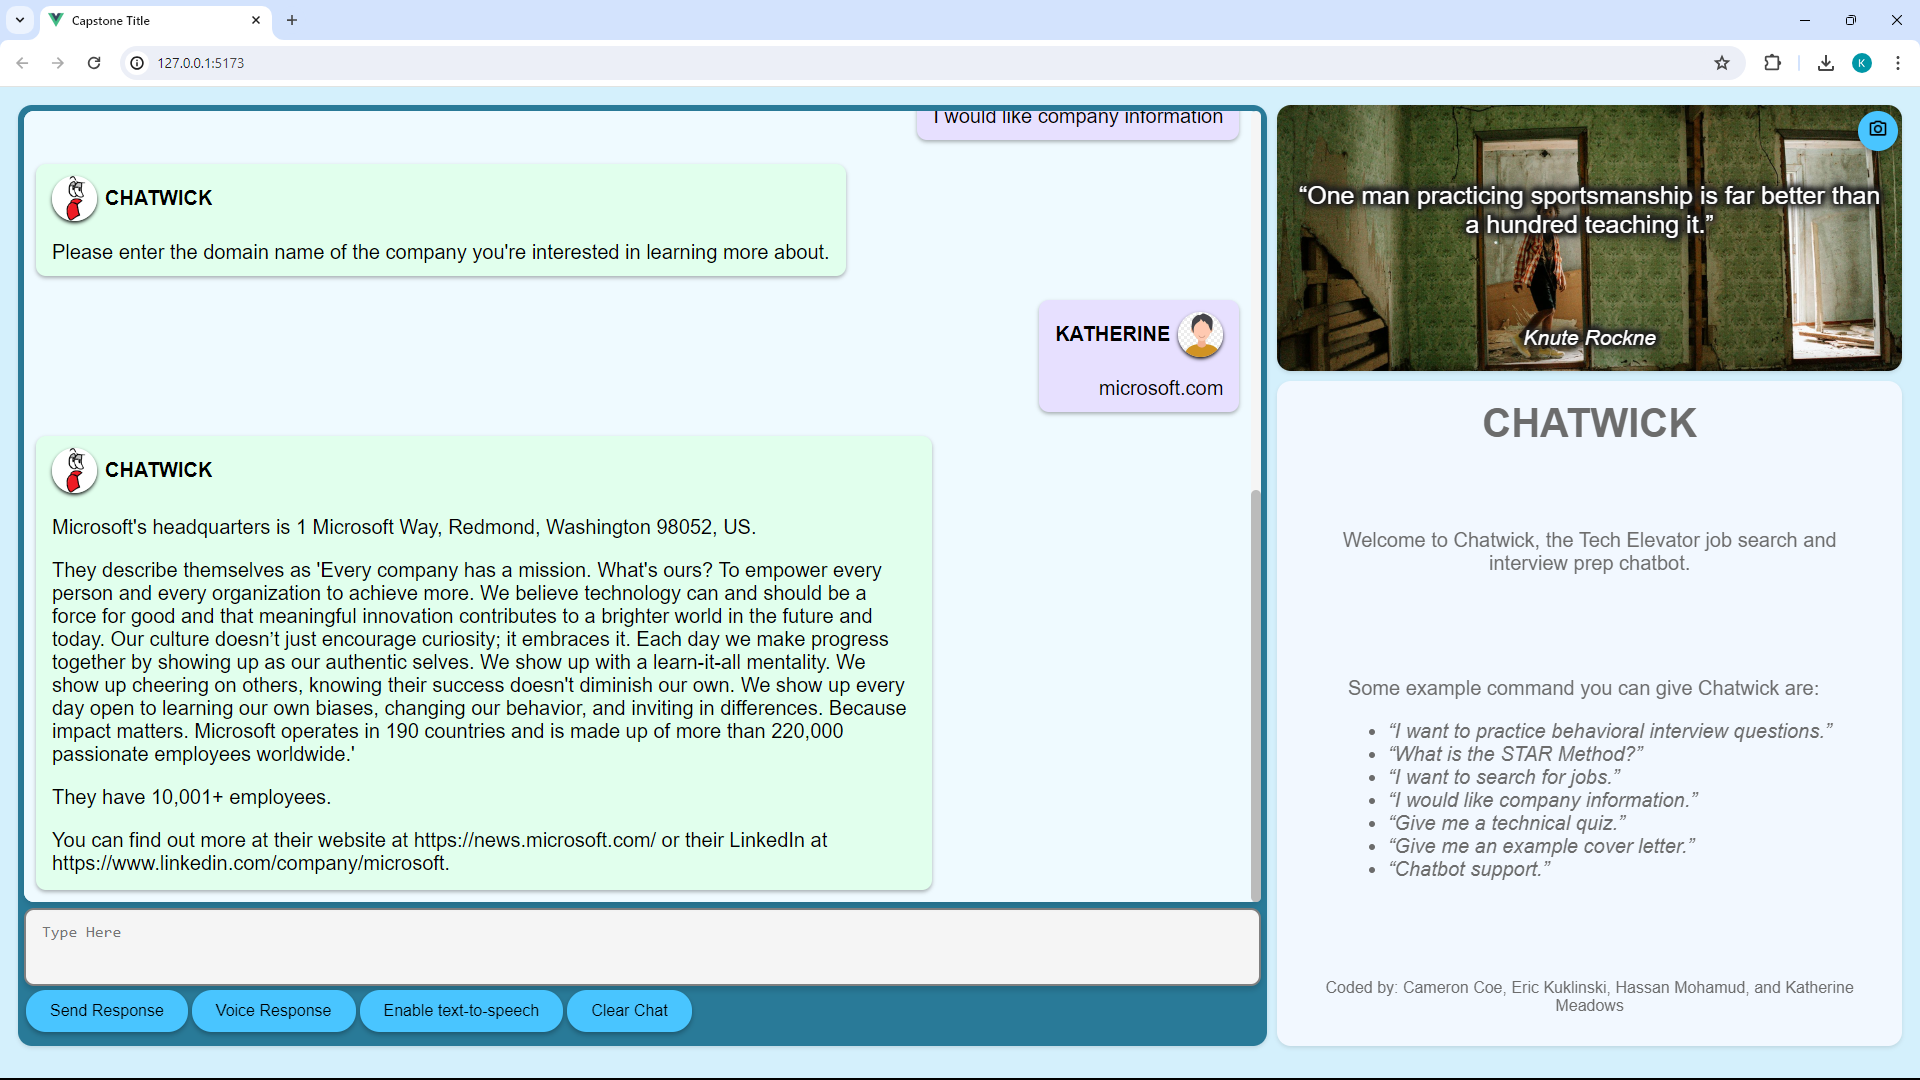 Capstone Title
127.0.0.1:5173
I would like company information
CHATWICK
Please enter the domain name of the company you're interested in learning more about.
KATHERINE
microsoft.com
CHATWICK
Microsoft's headquarters is 1 Microsoft Way, Redmond, Washington 98052, US.
They describe themselves as 'Every company has a mission. What's ours? To empower every
person and every organization to achieve more. We believe technology can and should be a
force for good and that meaningful innovation contributes to a brighter world in the future and
today. Our culture doesn’t just encourage curiosity; it embraces it. Each day we make progress
together by showing up as our authentic selves. We show up with a learn-it-all mentality. We
show up cheering on others, knowing their success doesn't diminish our own. We show up every
day open to learning our own biases, changing our behavior, and inviting in differences. Because
impact matters. Microsoft operates in 190 countries and is made up of more than 220,000
passionate employees worldwide.'
They have 10,001+ employees.
You can find out more at their website at https://news.microsoft.com/ or their LinkedIn at
https://www.linkedin.com/company/microsoft.
Type Here
Send Response
Voice Response
Enable text-to-speech
Clear Chat
K
“One man practicing sportsmanship is far better than
a hundred teaching it.”
Knute Rockne
CHATWICK
Welcome to Chatwick, the Tech Elevator job search and
interview prep chatbot.
Some example command you can give Chatwick are:
• “I want to practice behavioral interview questions.”
• “What is the STAR Method?”
• “I want to search for jobs.”
• “I would like company information.”
• “Give me a technical quiz.”
• “Give me an example cover letter.”
• “Chatbot support.”
Coded by: Cameron Coe, Eric Kuklinski, Hassan Mohamud, and Katherine
Meadows